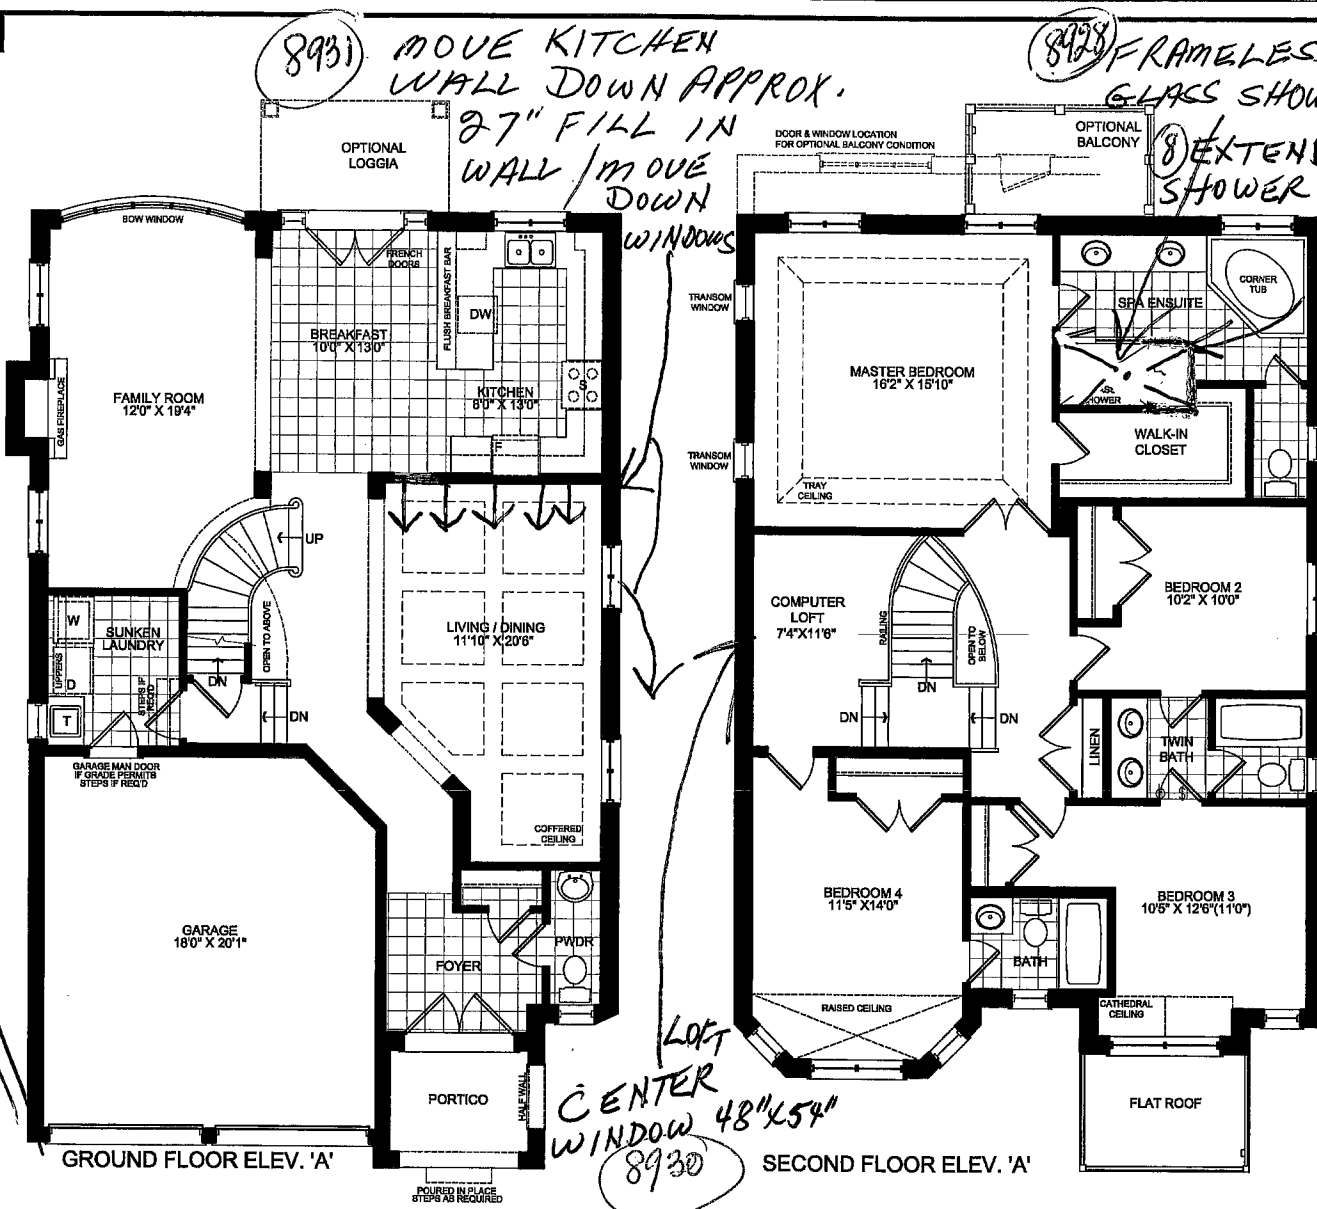 8931 MOVE KITCHEN
WALL DOWN APPROX.
27" FILL IN
WALL / MOVE
DOWN
WINDOWS
8928 FRAMELES
GLASS SHOW
8 EXTEND
SHOWER
OPTIONAL
LOGGIA
BOW WINDOW
FRENCH
DOORS
FLUSH BREAKFAST BAR
DW
BREAKFAST
10'0" X 13'0"
KITCHEN
8'0" X 13'0"
S
F
FAMILY ROOM
12'0" X 19'4"
GAS FIREPLACE
UP
OPEN TO ABOVE
W
UPPERS
D
T
SUNKEN
LAUNDRY
STEPS IF
REQ'D
DN
DN
LIVING / DINING
11'10" X 20'6"
COFFERED
CEILING
GARAGE MAN DOOR
IF GRADE PERMITS
STEPS IF REQ'D
GARAGE
18'0" X 20'1"
FOYER
PWDR
PORTICO
HALF WALL
POURED IN PLACE
STEPS AS REQUIRED
GROUND FLOOR ELEV. 'A'
LOFT
CENTER
WINDOW 48"X54"
8930
DOOR & WINDOW LOCATION
FOR OPTIONAL BALCONY CONDITION
OPTIONAL
BALCONY
TRANSOM
WINDOW
TRANSOM
WINDOW
MASTER BEDROOM
16'2" X 15'10"
TRAY
CEILING
SPA ENSUITE
CORNER
TUB
HOWER
WALK-IN
CLOSET
COMPUTER
LOFT
7'4"X11'6"
RAILING
OPEN TO
BELOW
DN
DN
DN
BEDROOM 2
10'2" X 10'0"
LINEN
TWIN
BATH
BEDROOM 4
11'5" X14'0"
RAISED CEILING
BATH
BEDROOM 3
10'5" X 12'6"(11'0")
CATHEDRAL
CEILING
FLAT ROOF
SECOND FLOOR ELEV. 'A'